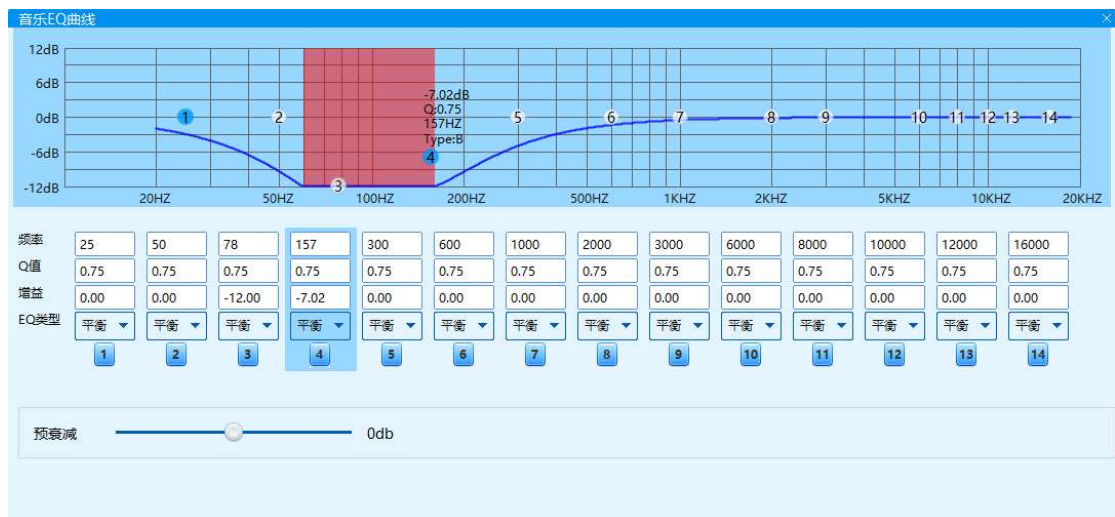 音乐EQ曲线
12dB
6dB
0dB
-6dB
-12dB
-7.02dB
Q:0.75
157HZ
Type:B
1 2 3 4 5 6 7 8 9 10 11 12 13 14
20HZ 50HZ 100HZ 200HZ 500HZ 1KHZ 2KHZ 5KHZ 10KHZ 20KHZ
频率 25 50 78 157 300 600 1000 2000 3000 6000 8000 10000 12000 16000
Q值 0.75 0.75 0.75 0.75 0.75 0.75 0.75 0.75 0.75 0.75 0.75 0.75 0.75 0.75
增益 0.00 0.00 -12.00 -7.02 0.00 0.00 0.00 0.00 0.00 0.00 0.00 0.00 0.00 0.00
EQ类型 平衡 平衡 平衡 平衡 平衡 平衡 平衡 平衡 平衡 平衡 平衡 平衡 平衡 平衡
1 2 3 4 5 6 7 8 9 10 11 12 13 14
预衰减 0db